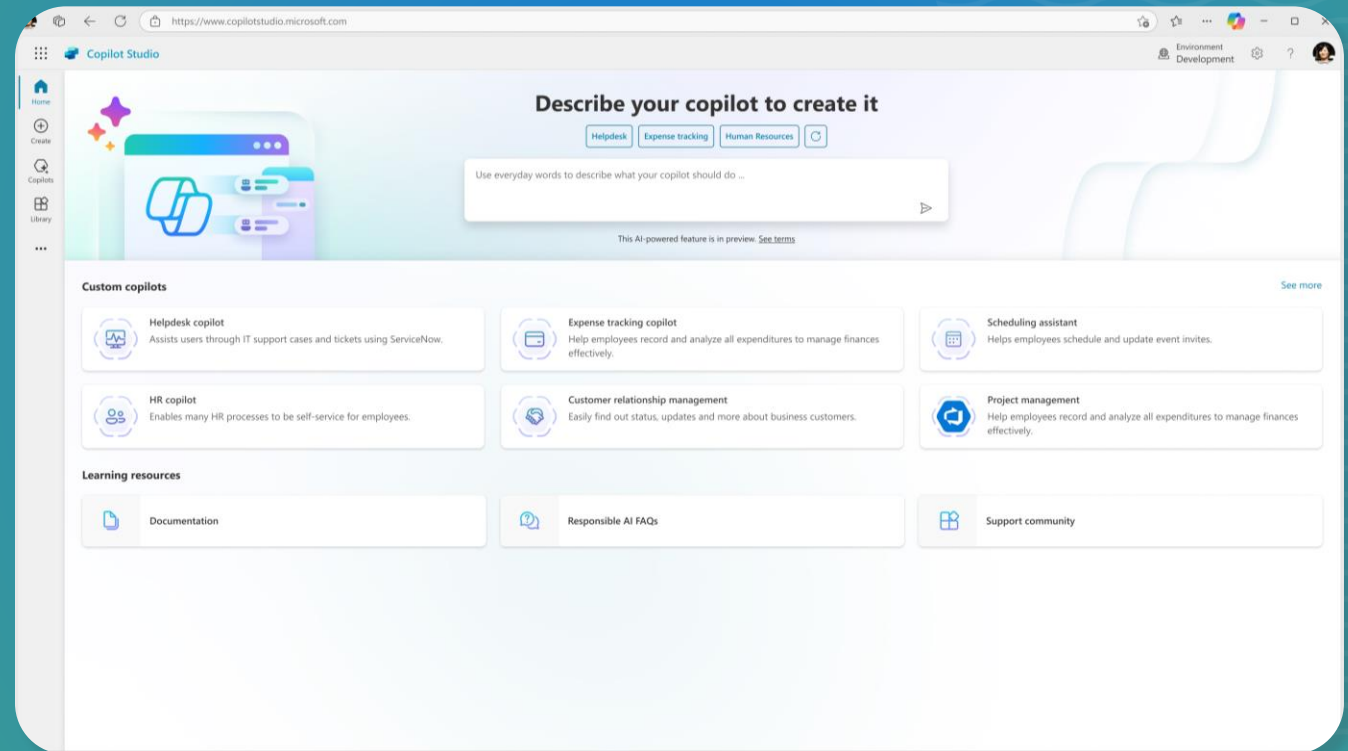 https://www.copilotstudio.microsoft.com
Copilot Studio
Environment
Development
?
Home
Create
Copilots
Library
Describe your copilot to create it
Helpdesk
Expense tracking
Human Resources
Use everyday words to describe what your copilot should do ...
This AI-powered feature is in preview. See terms
Custom copilots
See more
Helpdesk copilot
Assists users through IT support cases and tickets using ServiceNow.
Expense tracking copilot
Help employees record and analyze all expenditures to manage finances
effectively.
Scheduling assistant
Helps employees schedule and update event invites.
HR copilot
Enables many HR processes to be self-service for employees.
Customer relationship management
Easily find out status, updates and more about business customers.
Project management
Help employees record and analyze all expenditures to manage finances
effectively.
Learning resources
Documentation
Responsible AI FAQs
Support community